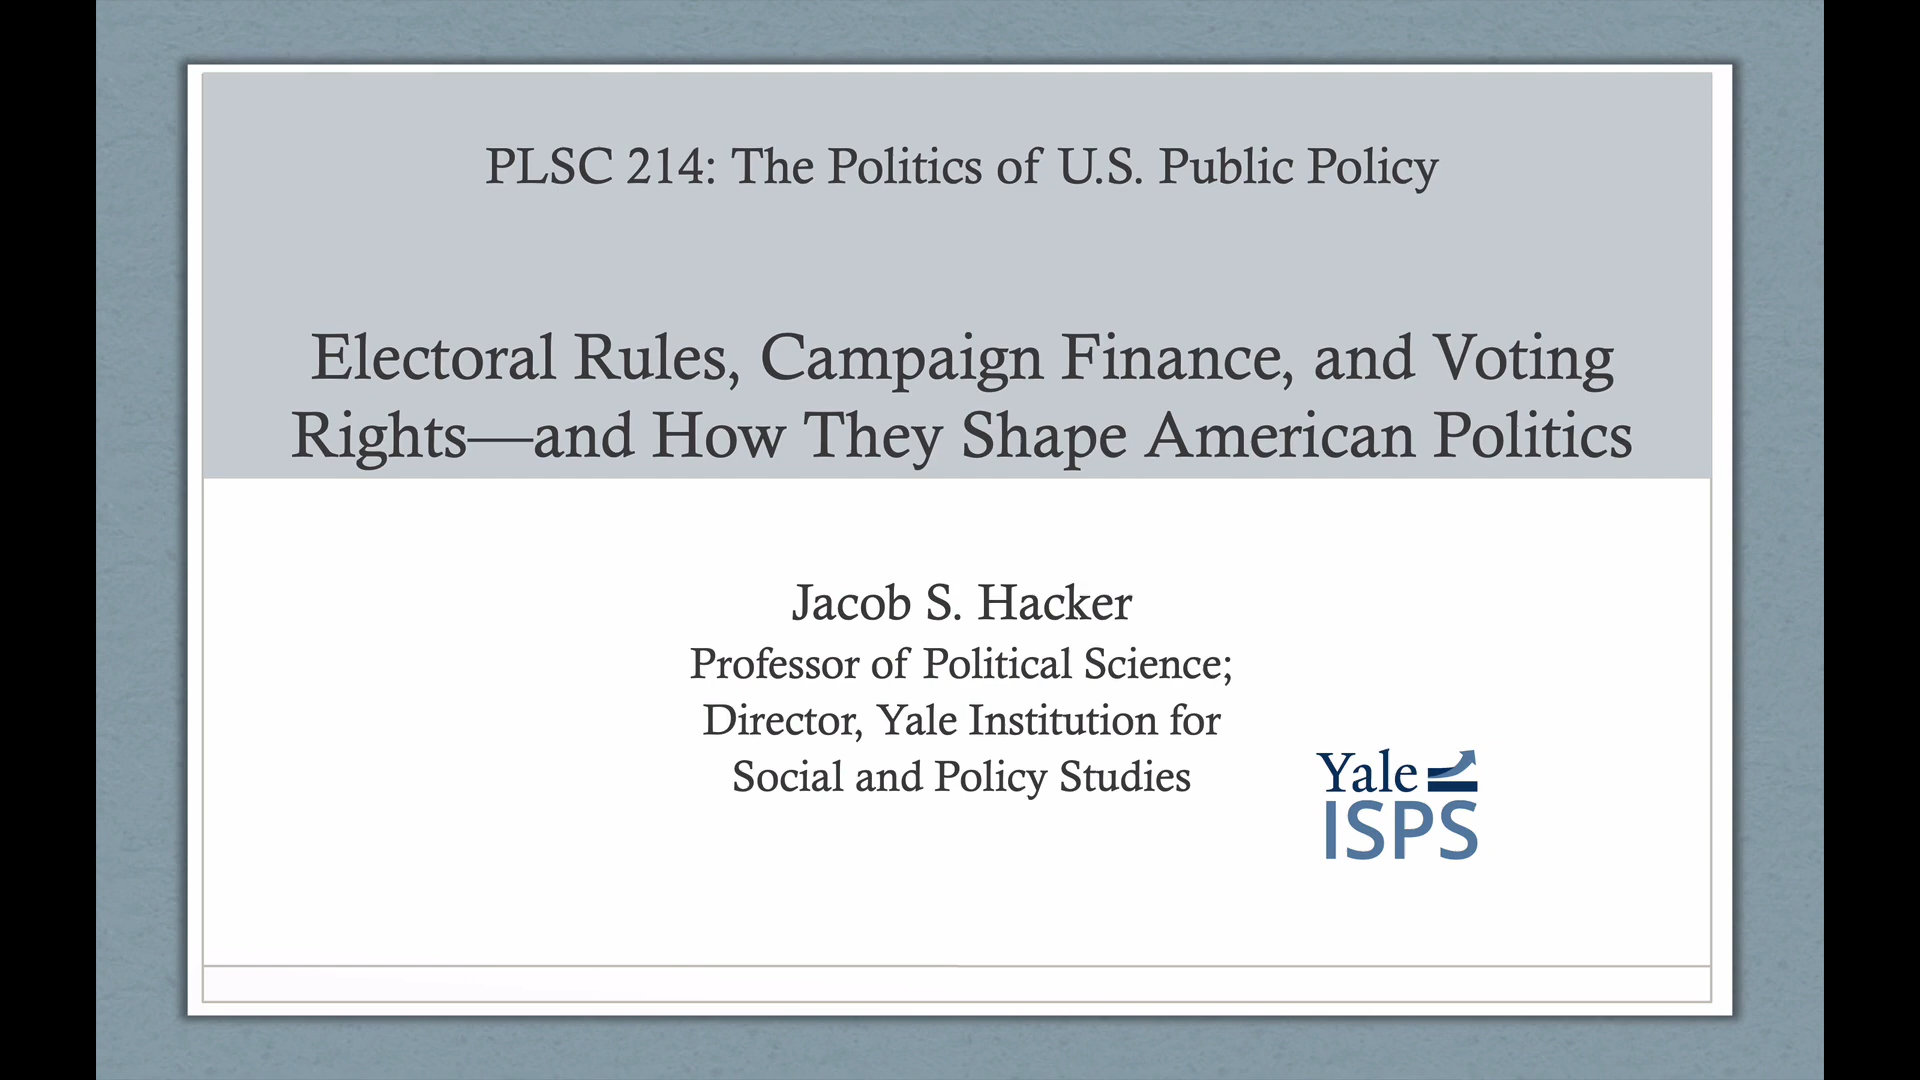 PLSC 214: The Politics of U.S. Public Policy
Electoral Rules, Campaign Finance, and Voting
Rights—and How They Shape American Politics
Jacob S. Hacker
Professor of Political Science;
Director, Yale Institution for
Social and Policy Studies
Yale
ISPS